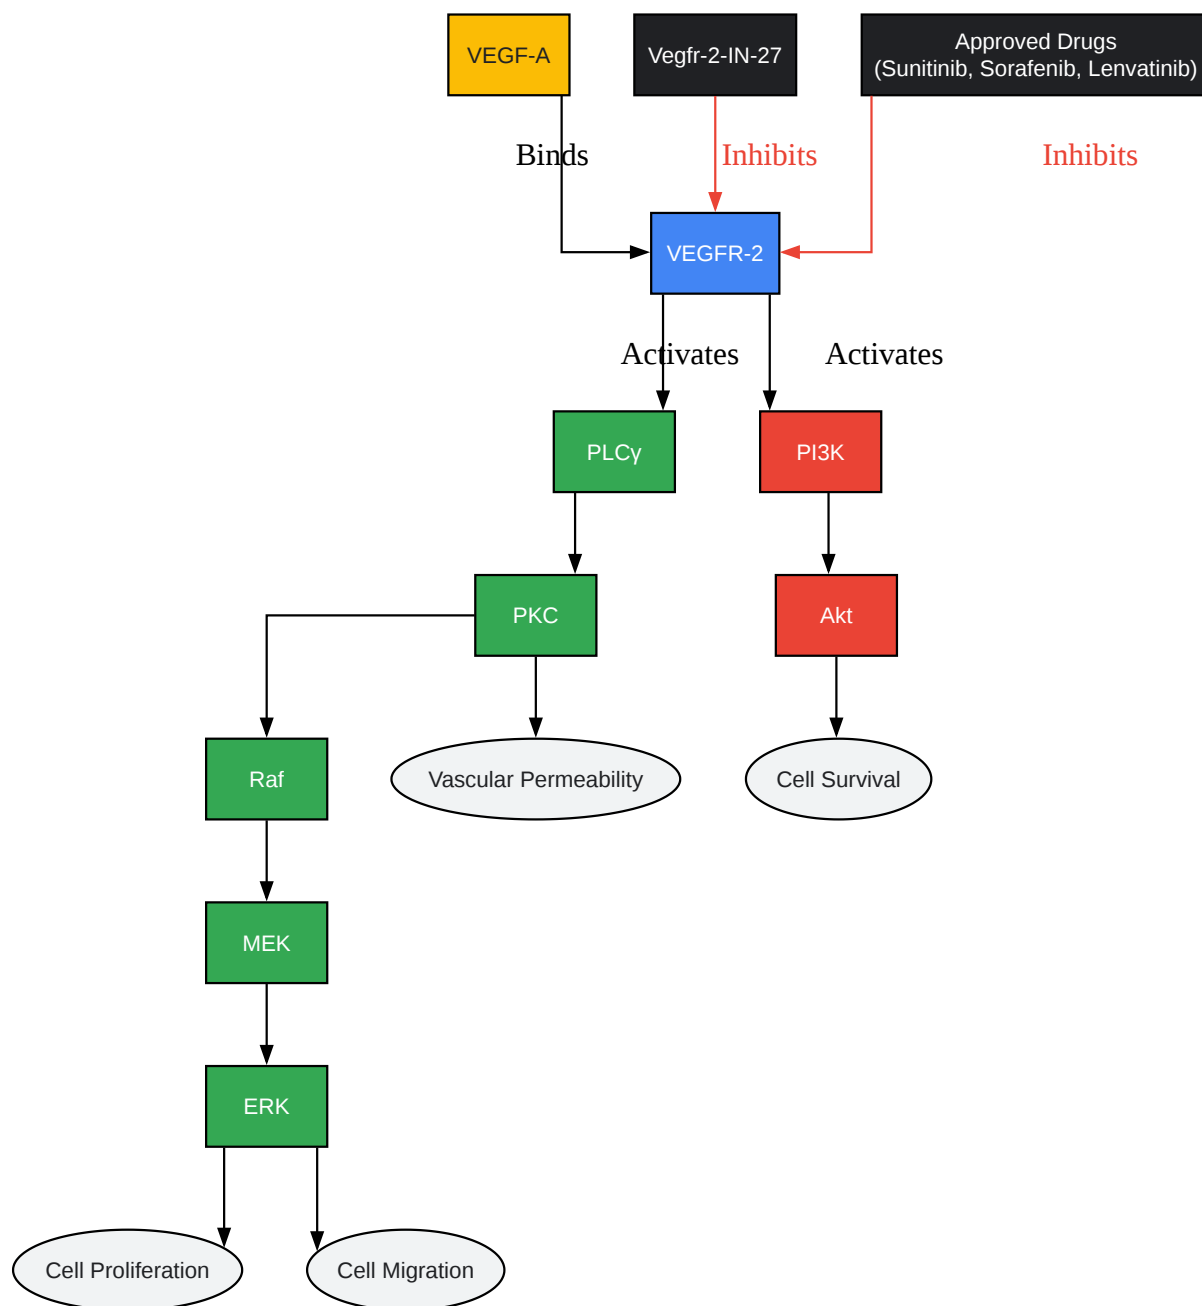 VEGF-A
Vegfr-2-IN-27
Approved Drugs
(Sunitinib, Sorafenib, Lenvatinib)
Binds
Inhibits
Inhibits
VEGFR-2
Activates
Activates
PLCγ
PI3K
PKC
Akt
Raf
Vascular Permeability
Cell Survival
MEK
ERK
Cell Proliferation
Cell Migration